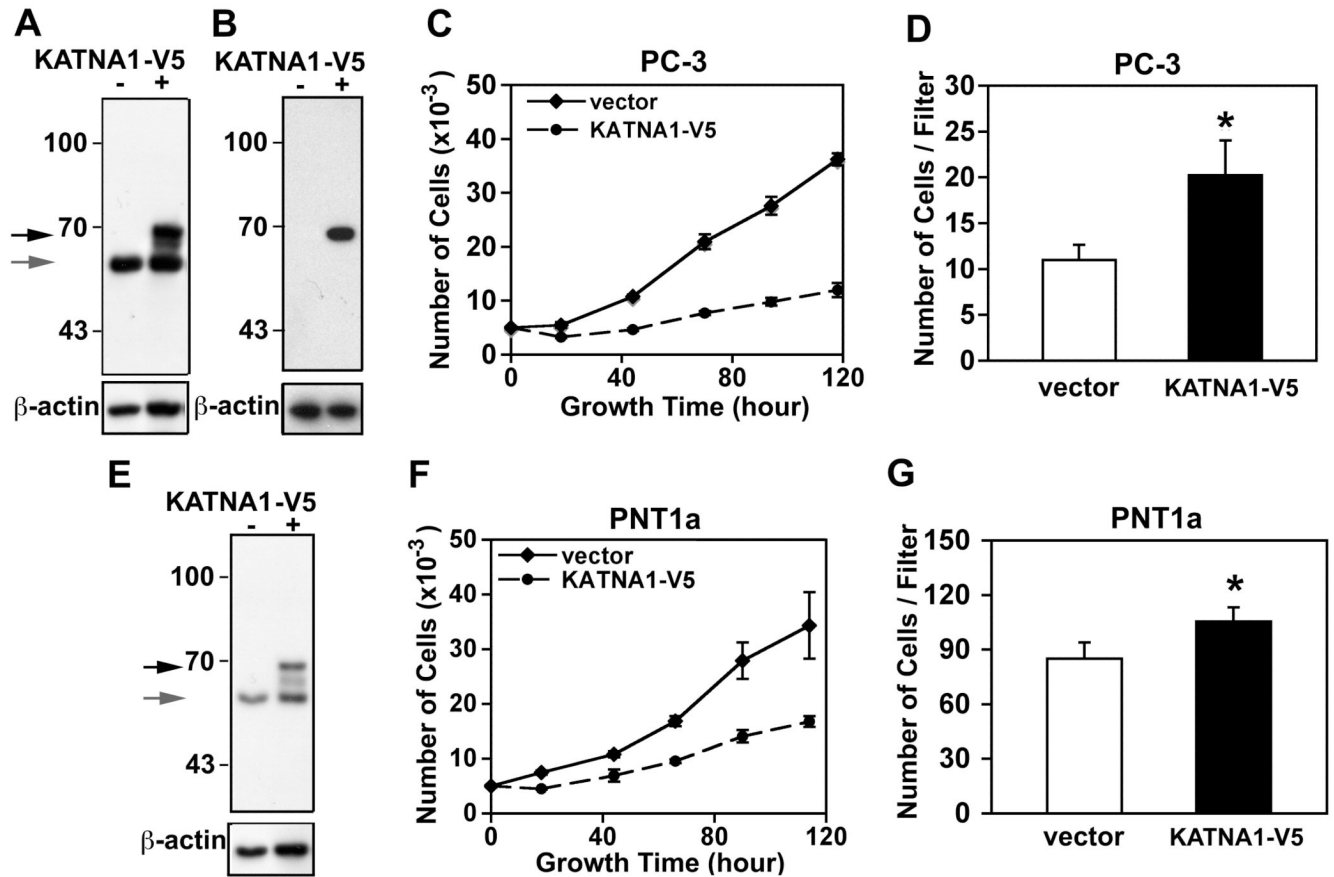 A
KATNA1-V5
- +
100
70
43
β-actin
B
KATNA1-V5
- +
100
70
43
β-actin
C
PC-3
Number of Cells (x10-3)
50
40
30
20
10
0
vector
KATNA1-V5
0 40 80 120
Growth Time (hour)
D
PC-3
Number of Cells / Filter
30
25
20
15
10
5
0
*
vector KATNA1-V5
E
KATNA1-V5
- +
100
70
43
β-actin
F
PNT1a
Number of Cells (x10-3)
50
40
30
20
10
0
vector
KATNA1-V5
0 40 80 120
Growth Time (hour)
G
PNT1a
Number of Cells / Filter
150
120
90
60
30
0
*
vector KATNA1-V5